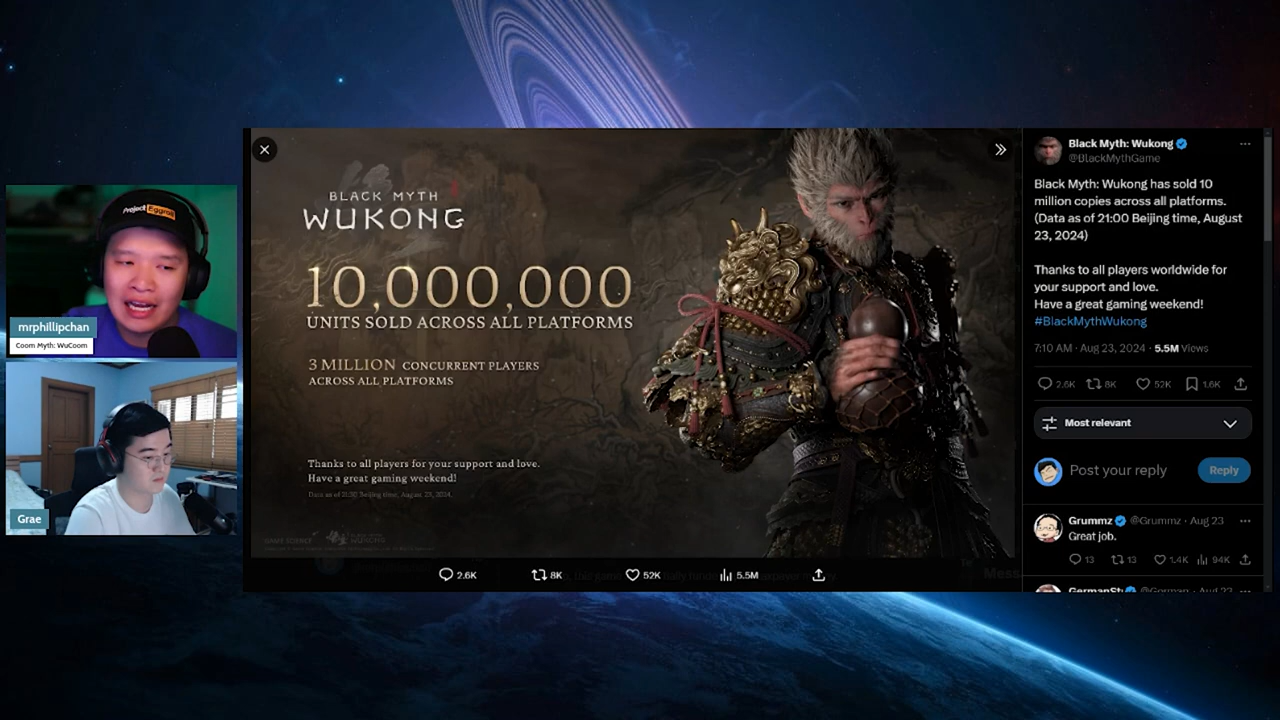 Project Eggroll
mrphillipchan
Coom Myth: WuCoom
Grae
BLACK MYTH
WUKONG
10,000,000
UNITS SOLD ACROSS ALL PLATFORMS
3 MILLION CONCURRENT PLAYERS
ACROSS ALL PLATFORMS
Thanks to all players for your support and love.
Have a great gaming weekend!
GAME SCIENCE
2.6K
8K
52K
5.5M
Black Myth: Wukong
@BlackMythGame
Black Myth: Wukong has sold 10
million copies across all platforms.
(Data as of 21:00 Beijing time, August
23, 2024)
Thanks to all players worldwide for
your support and love.
Have a great gaming weekend!
#BlackMythWukong
7:10 AM · Aug 23, 2024 · 5.5M Views
2.6K 8K 52K 1.6K
Most relevant
Post your reply
Reply
Grummz @Grummz · Aug 23
Great job.
13 13 1.4K 94K